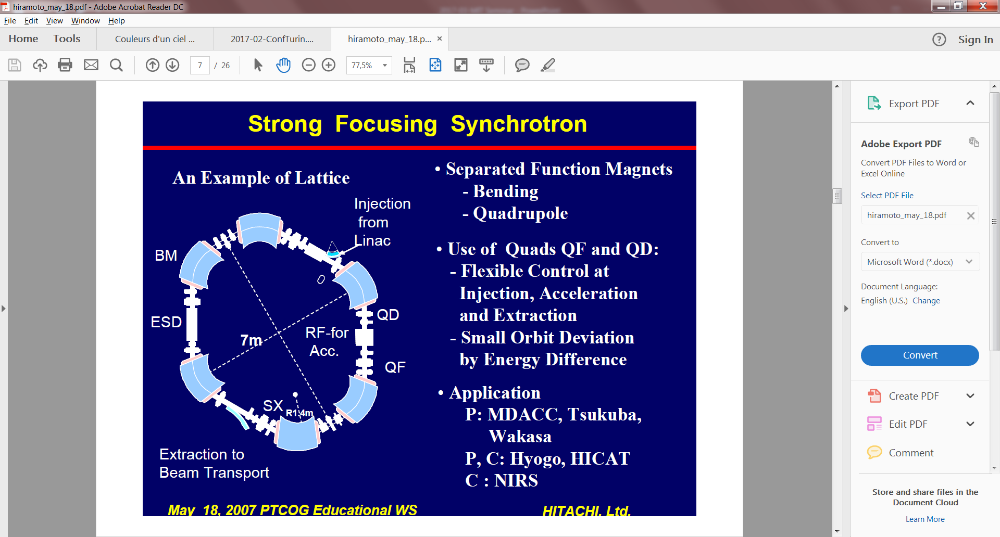 hiramoto_may_18.pdf - Adobe Acrobat Reader DC
File Edit View Window Help
Home Tools Couleurs d'un ciel ... 2017-02-ConfTurin.... hiramoto_may_18.p... × ? Sign In
7 / 26 77,5%
Strong Focusing Synchrotron
An Example of Lattice
Injection
from
Linac
BM
ESD
7m
RF-for
Acc.
QD
QF
SX
R1.4m
Extraction to
Beam Transport
• Separated Function Magnets
- Bending
- Quadrupole
• Use of Quads QF and QD:
- Flexible Control at
Injection, Acceleration
and Extraction
- Small Orbit Deviation
by Energy Difference
• Application
P: MDACC, Tsukuba,
Wakasa
P, C: Hyogo, HICAT
C : NIRS
May 18, 2007 PTCOG Educational WS
HITACHI, Ltd.
Export PDF
Adobe Export PDF
Convert PDF Files to Word or
Excel Online
Select PDF File
hiramoto_may_18.pdf
Convert to
Microsoft Word (*.docx)
Document Language:
English (U.S.) Change
Convert
Create PDF
Edit PDF
Comment
Store and share files in the
Document Cloud
Learn More